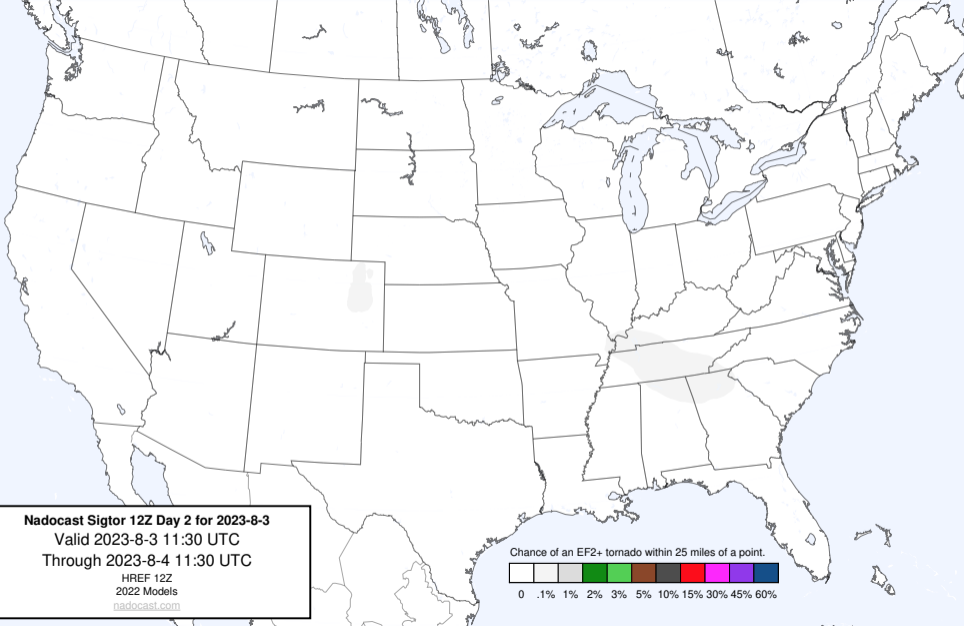 Nadocast Sigtor 12Z Day 2 for 2023-8-3
Valid 2023-8-3 11:30 UTC
Through 2023-8-4 11:30 UTC
HREF 12Z
2022 Models
nadocast.com
Chance of an EF2+ tornado within 25 miles of a point.
0 .1% 1% 2% 3% 5% 10% 15% 30% 45% 60%